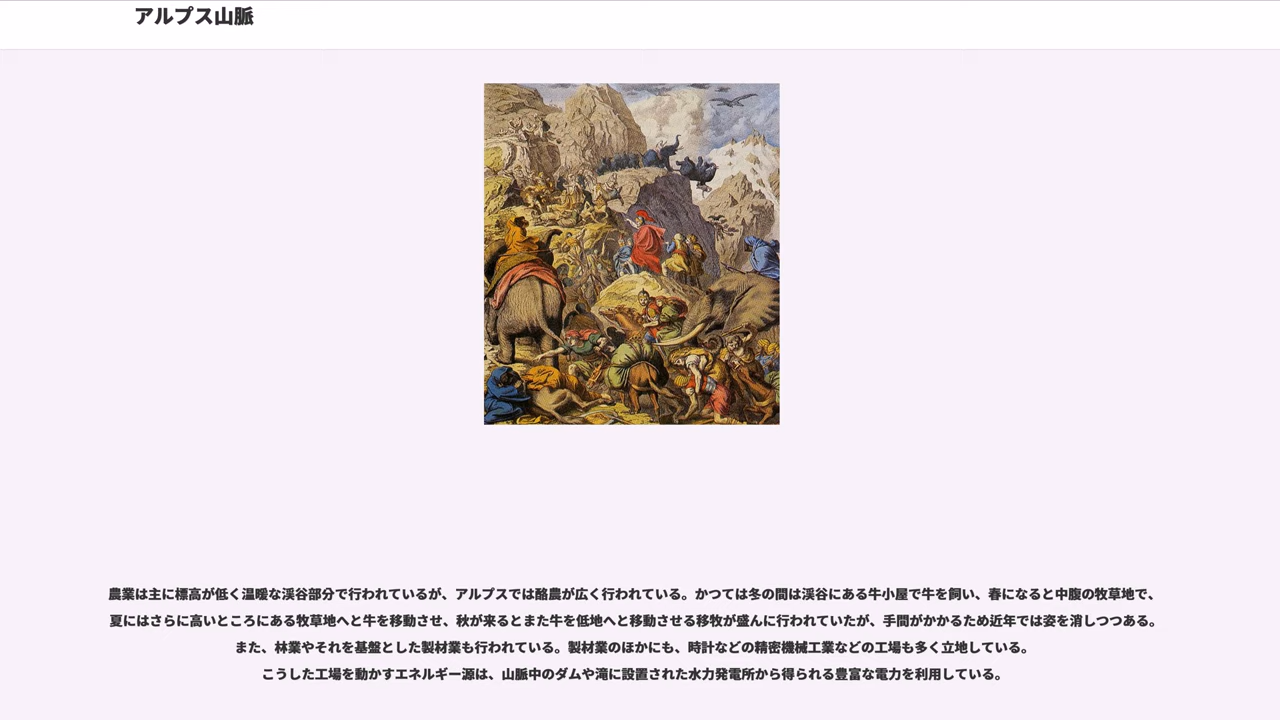 アルプス山脈
農業は主に標高が低く温暖な渓谷部分で行われているが、アルプスでは酪農が広く行われている。かつては冬の間は渓谷にある牛小屋で牛を飼い、春になると中腹の牧草地で、
夏にはさらに高いところにある牧草地へと牛を移動させ、秋が来るとまた牛を低地へと移動させる移牧が盛んに行われていたが、手間がかかるため近年では姿を消しつつある。
また、林業やそれを基盤とした製材業も行われている。製材業のほかにも、時計などの精密機械工業などの工場も多く立地している。
こうした工場を動かすエネルギー源は、山脈中のダムや滝に設置された水力発電所から得られる豊富な電力を利用している。